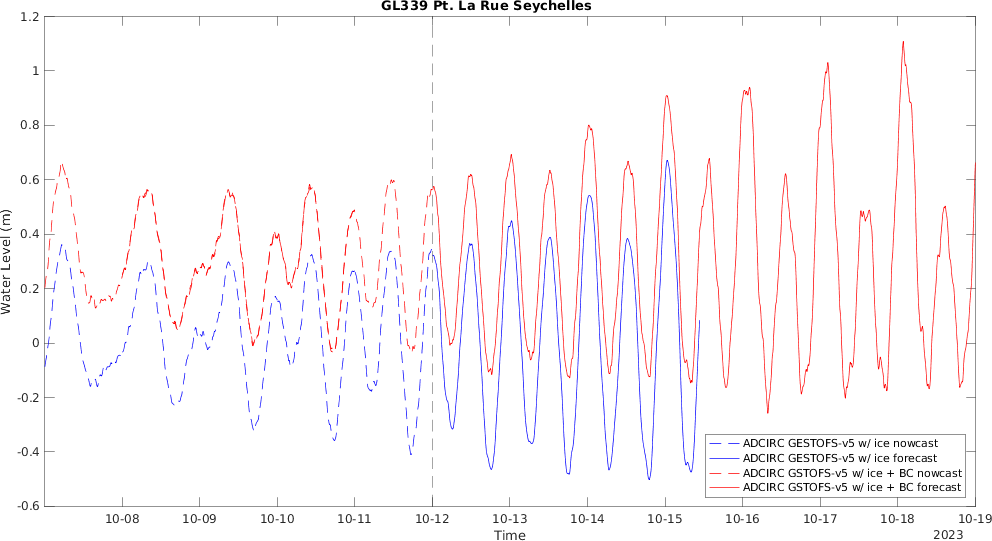 GL339 Pt. La Rue Seychelles
Water Level (m)
1.2
1
0.8
0.6
0.4
0.2
0
-0.2
-0.4
-0.6
ADCIRC GESTOFS-v5 w/ ice nowcast
ADCIRC GESTOFS-v5 w/ ice forecast
ADCIRC GSTOFS-v5 w/ ice + BC nowcast
ADCIRC GSTOFS-v5 w/ ice + BC forecast
10-08 10-09 10-10 10-11 10-12 10-13 10-14 10-15 10-16 10-17 10-18 10-19
Time
2023